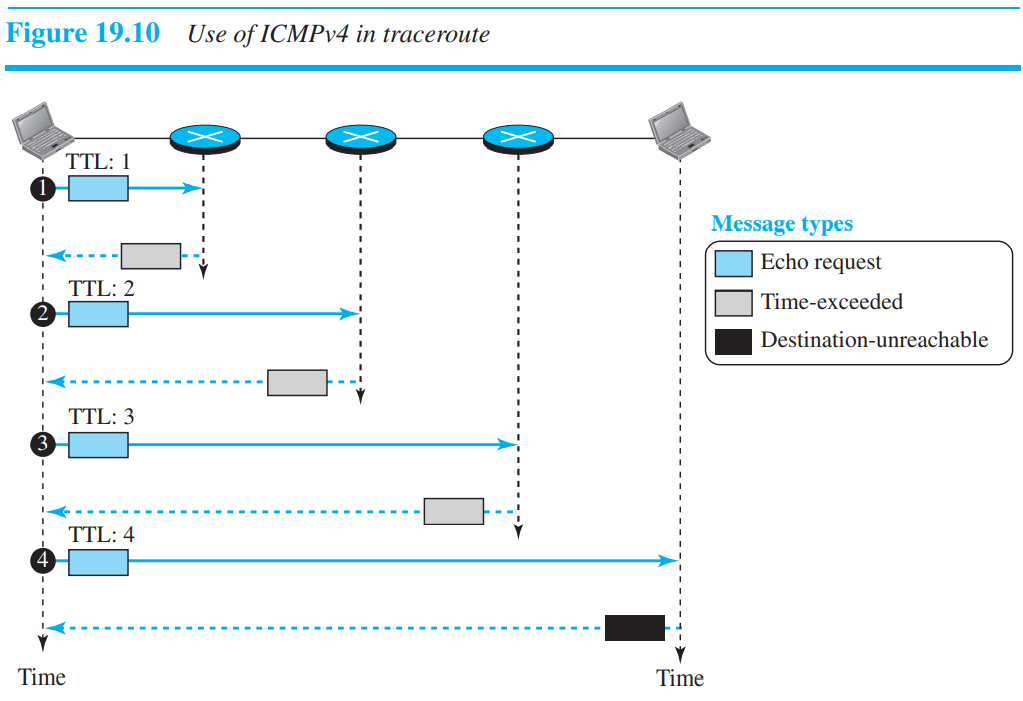 Figure 19.10 Use of ICMPv4 in traceroute
TTL: 1
1
TTL: 2
2
TTL: 3
3
TTL: 4
4
Time
Time
Message types
Echo request
Time-exceeded
Destination-unreachable